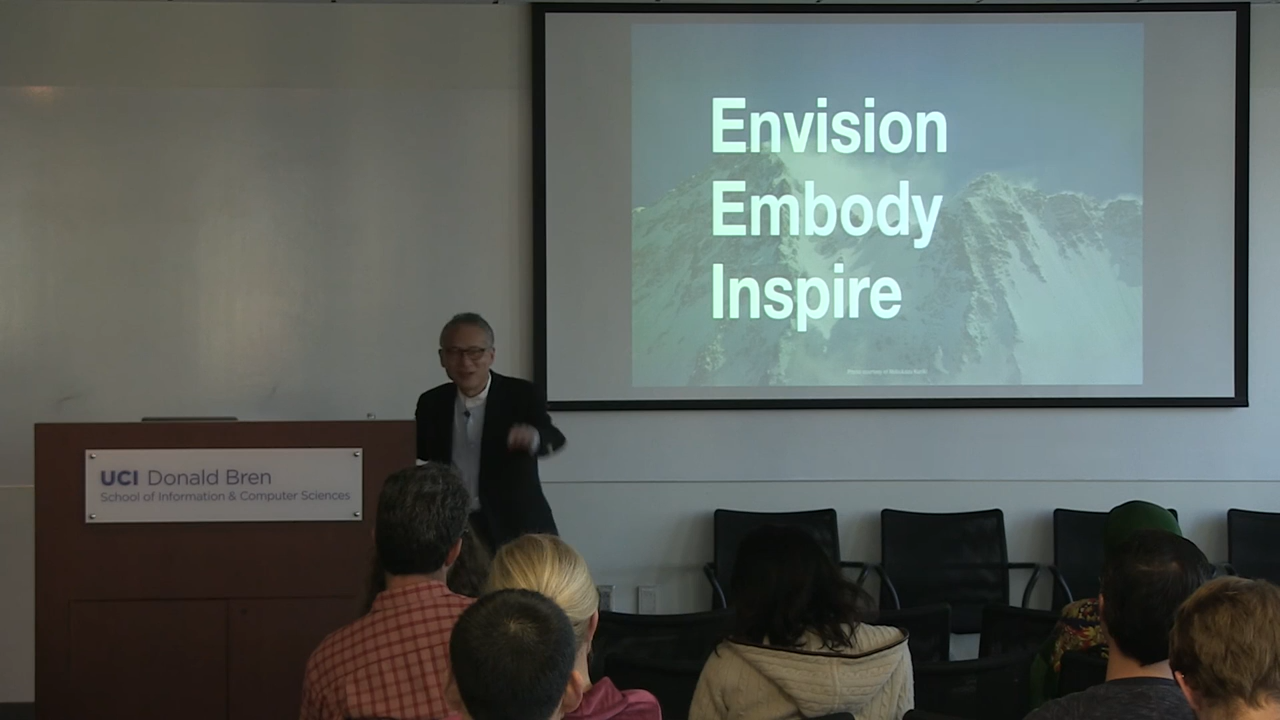 Envision
Embody
Inspire
UCI Donald Bren
School of Information & Computer Sciences